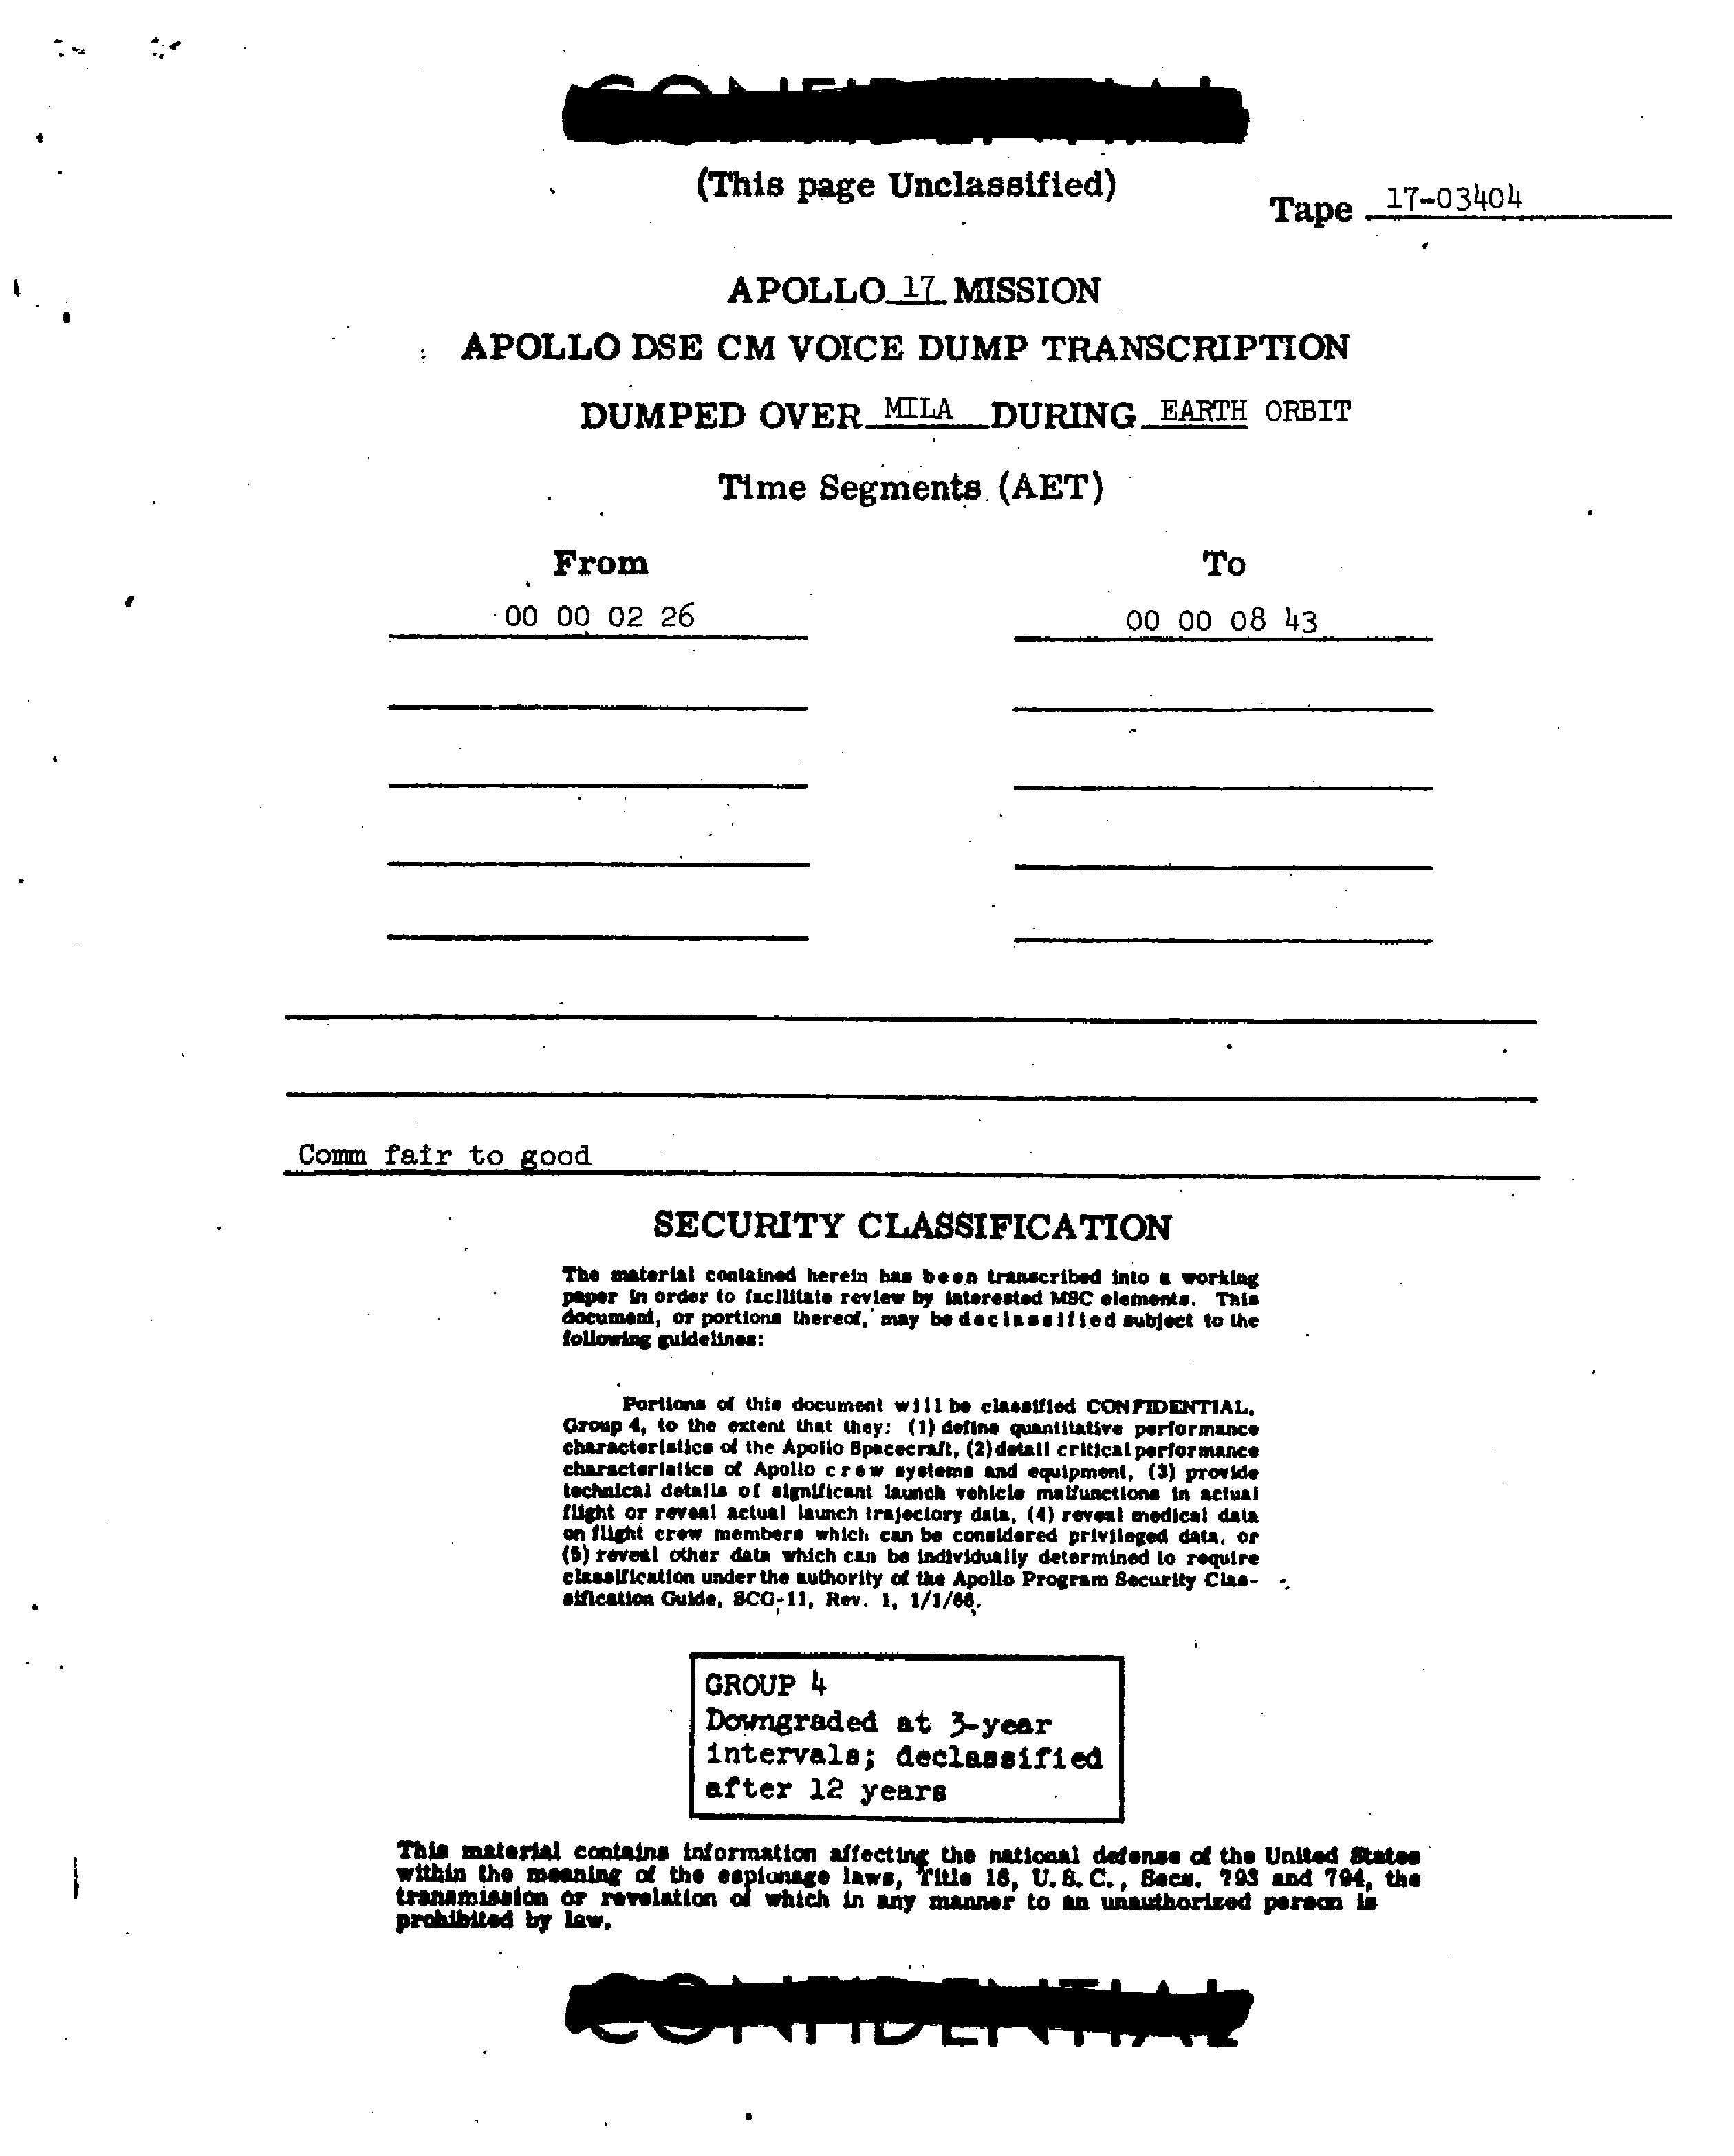 CONFIDENTIAL
(This page Unclassified)
Tape 17-03404
APOLLO 17 MISSION
APOLLO DSE CM VOICE DUMP TRANSCRIPTION
DUMPED OVER MILA DURING EARTH ORBIT
Time Segments (AET)
From To
00 00 02 26 00 00 08 43
Comm fair to good
SECURITY CLASSIFICATION
The material contained herein has been transcribed into a working
paper in order to facilitate review by interested MSC elements. This
document, or portions thereof, may be declassified subject to the
following guidelines:
Portions of this document will be classified CONFIDENTIAL,
Group 4, to the extent that they: (1) define quantitative performance
characteristics of the Apollo Spacecraft, (2) detail critical performance
characteristics of Apollo crew systems and equipment, (3) provide
technical details of significant launch vehicle malfunctions in actual
flight or reveal actual launch trajectory data, (4) reveal medical data
on flight crew members which can be considered privileged data, or
(5) reveal other data which can be individually determined to require
classification under the authority of the Apollo Program Security Clas-
sification Guide, SCG-11, Rev. 1, 1/1/66.
GROUP 4
Downgraded at 3-year
intervals; declassified
after 12 years
This material contains information affecting the national defense of the United States
within the meaning of the espionage laws, Title 18, U. S. C., Secs. 793 and 794, the
transmission or revelation of which in any manner to an unauthorized person is
prohibited by law.
CONFIDENTIAL